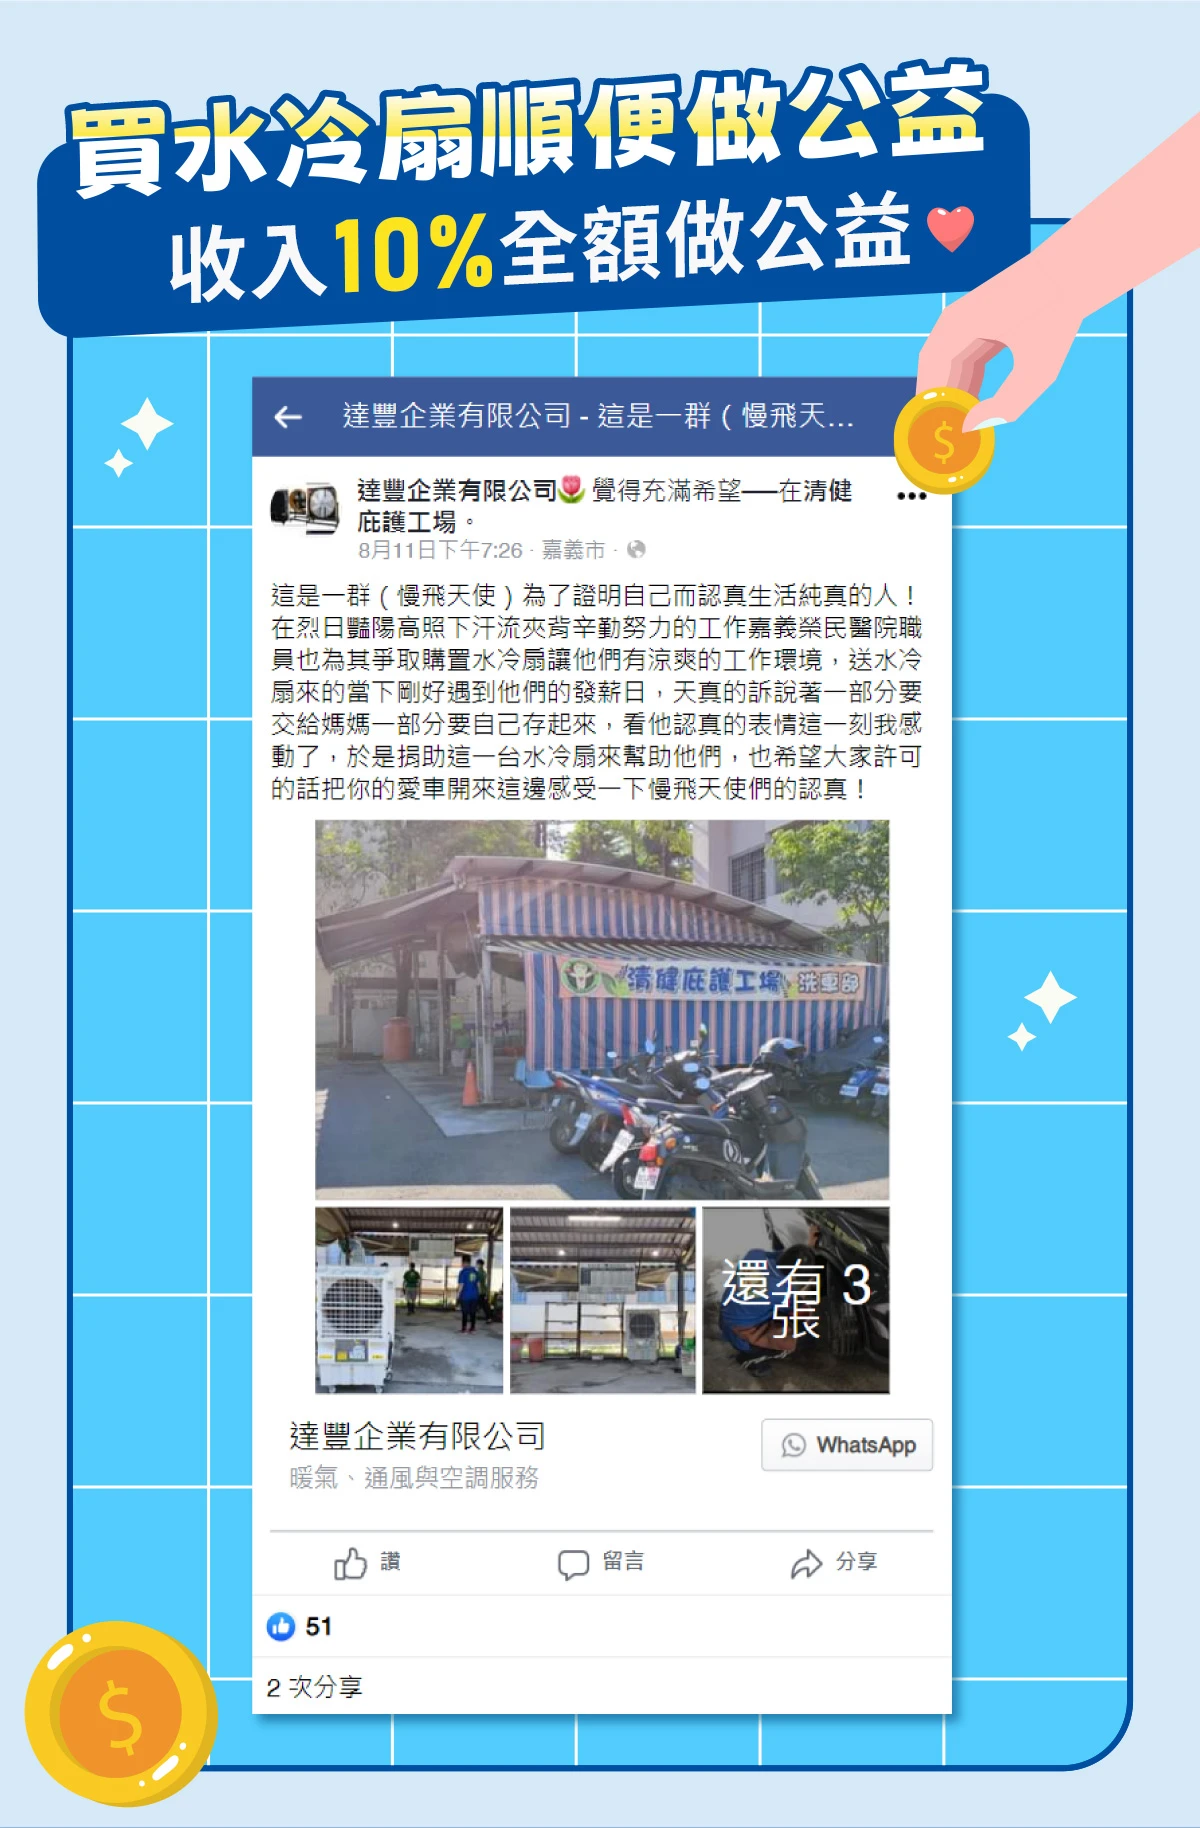 買水冷扇順便做公益
收入10%全額做公益
$
達豐企業有限公司 - 這是一群（慢飛天...
達豐企業有限公司🌷 覺得充滿希望──在清健
庇護工場。
8月11日下午7:26 · 嘉義市 ·
這是一群（慢飛天使）為了證明自己而認真生活純真的人！
在烈日豔陽高照下汗流夾背辛勤努力的工作嘉義榮民醫院職
員也為其爭取購置水冷扇讓他們有涼爽的工作環境，送水冷
扇來的當下剛好遇到他們的發薪日，天真的訴說著一部分要
交給媽媽一部分要自己存起來，看他認真的表情這一刻我感
動了，於是捐助這一台水冷扇來幫助他們，也希望大家許可
的話把你的愛車開來這邊感受一下慢飛天使們的認真！
清健庇護工場 洗車部
還有 3
張
達豐企業有限公司
WhatsApp
暖氣、通風與空調服務
讚 留言 分享
51
2 次分享
$